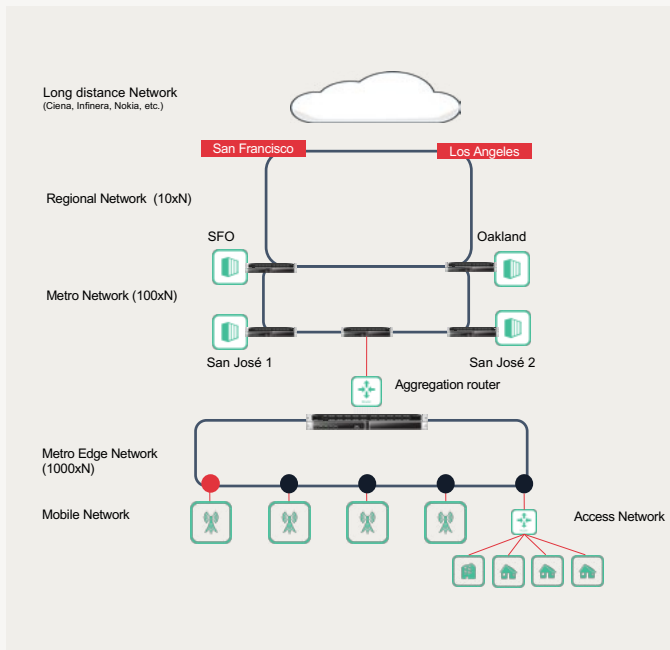 Long distance Network
(Ciena, Infinera, Nokia, etc.)
San Francisco
Los Angeles
Regional Network (10xN)
SFO
Oakland
Metro Network (100xN)
San José 1
San José 2
Aggregation router
Metro Edge Network
(1000xN)
Mobile Network
Access Network